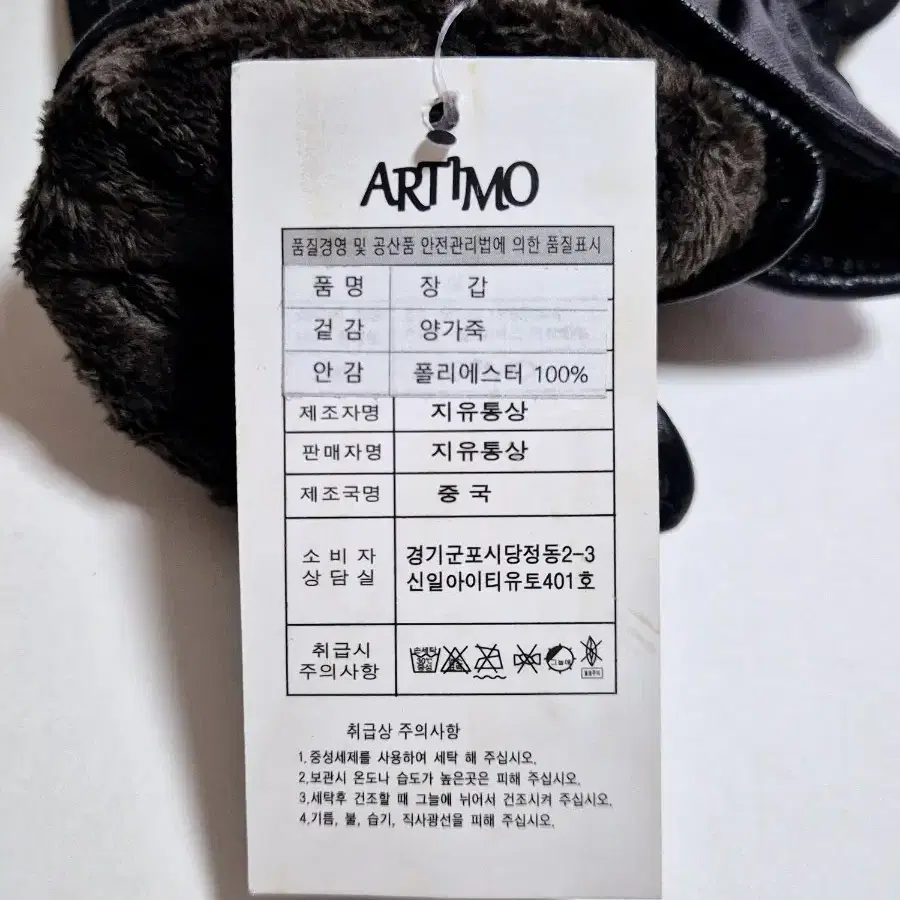 ARTIMO
품질경영 및 공산품 안전관리법에 의한 품질표시
품 명 장 갑
겉 감 양가죽
안 감 폴리에스터 100%
제조자명 지유통상
판매자명 지유통상
제조국명 중 국
소 비 자
상 담 실
경기군포시당정동2-3
신일아이티유토401호
취급시
주의사항
손세탁
30℃
중성
그늘에
취급상 주의사항
1.중성세제를 사용하여 세탁 해 주십시오.
2.보관시 온도나 습도가 높은곳은 피해 주십시오.
3.세탁후 건조할 때 그늘에 뉘어서 건조시켜 주십시오.
4.기름, 불, 습기, 직사광선을 피해 주십시오.